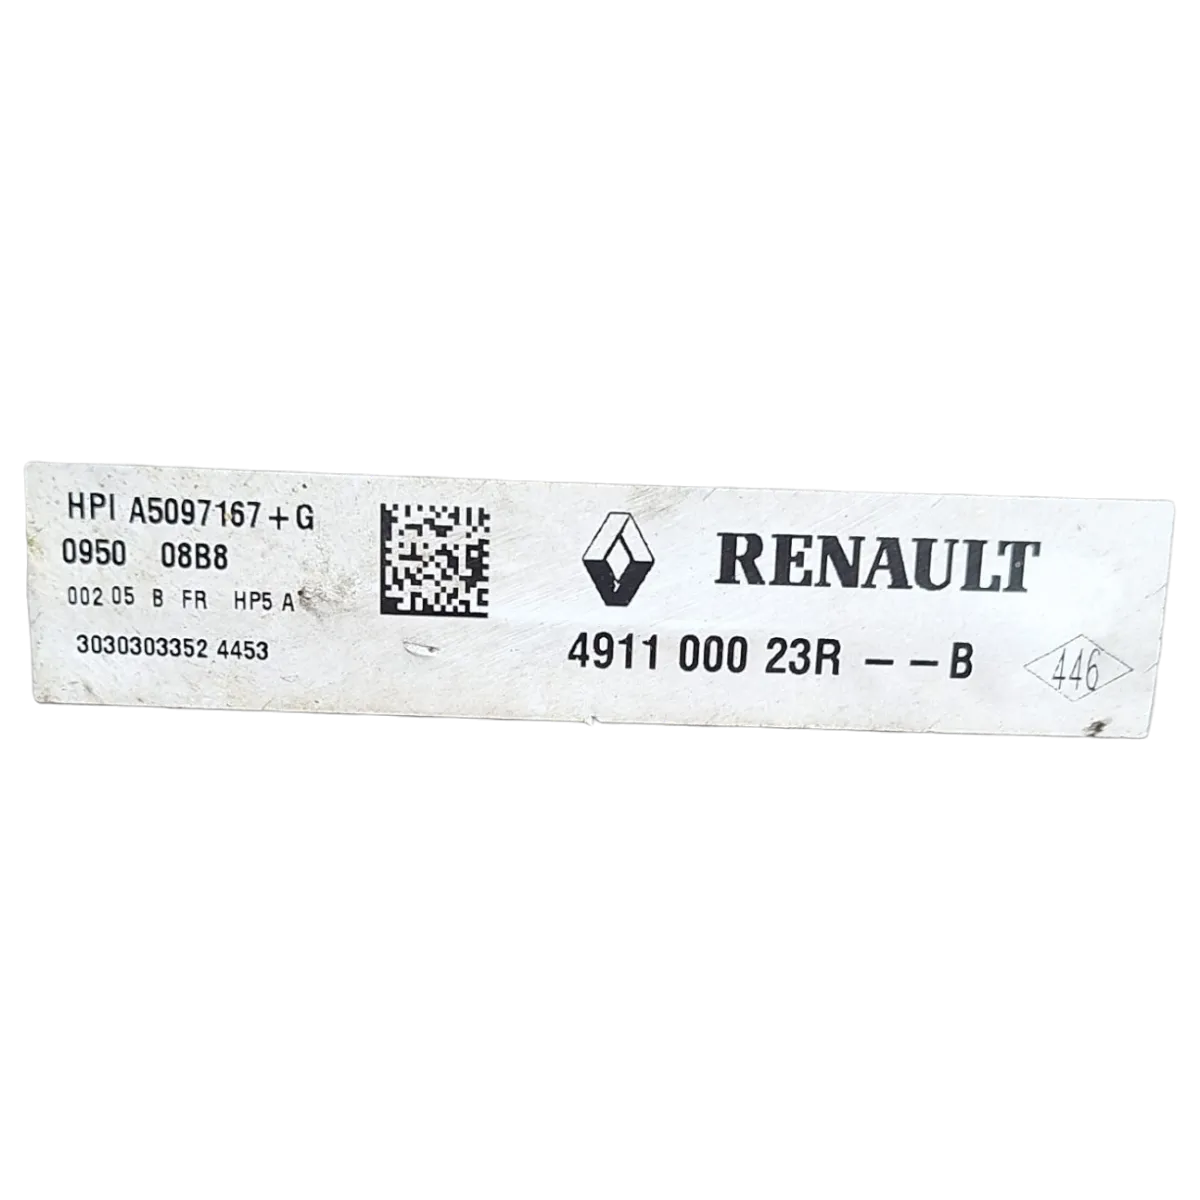 HPI A5097167+G
0950 08B8
002 05 B FR HP5 A
3030303352 4453
RENAULT
4911 000 23R – – B
446